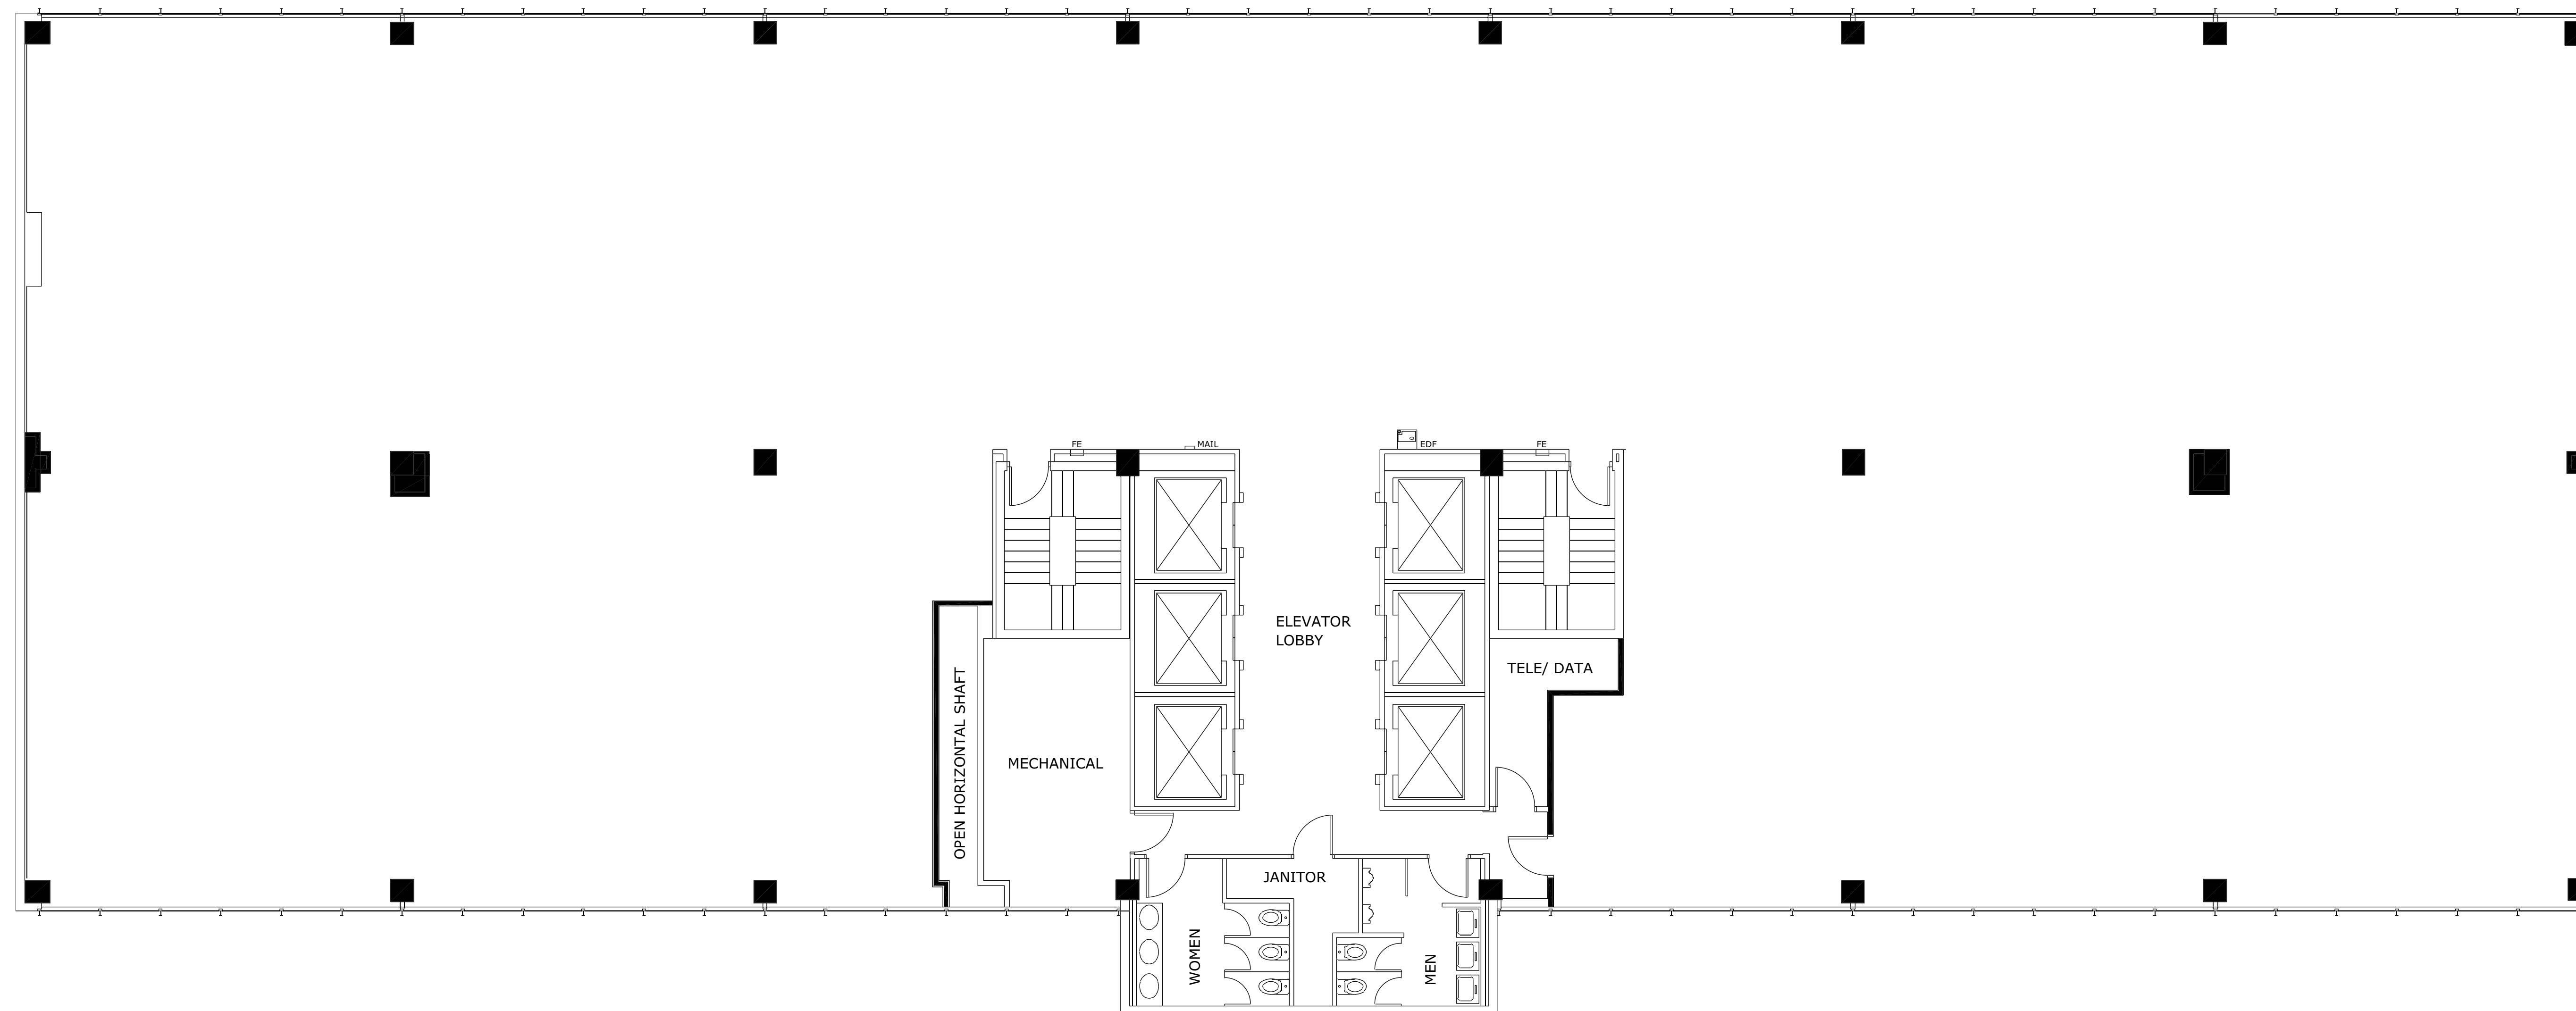 FE
MAIL
EDF
FE
ELEVATOR
LOBBY
TELE/ DATA
OPEN HORIZONTAL SHAFT
MECHANICAL
JANITOR
WOMEN
MEN